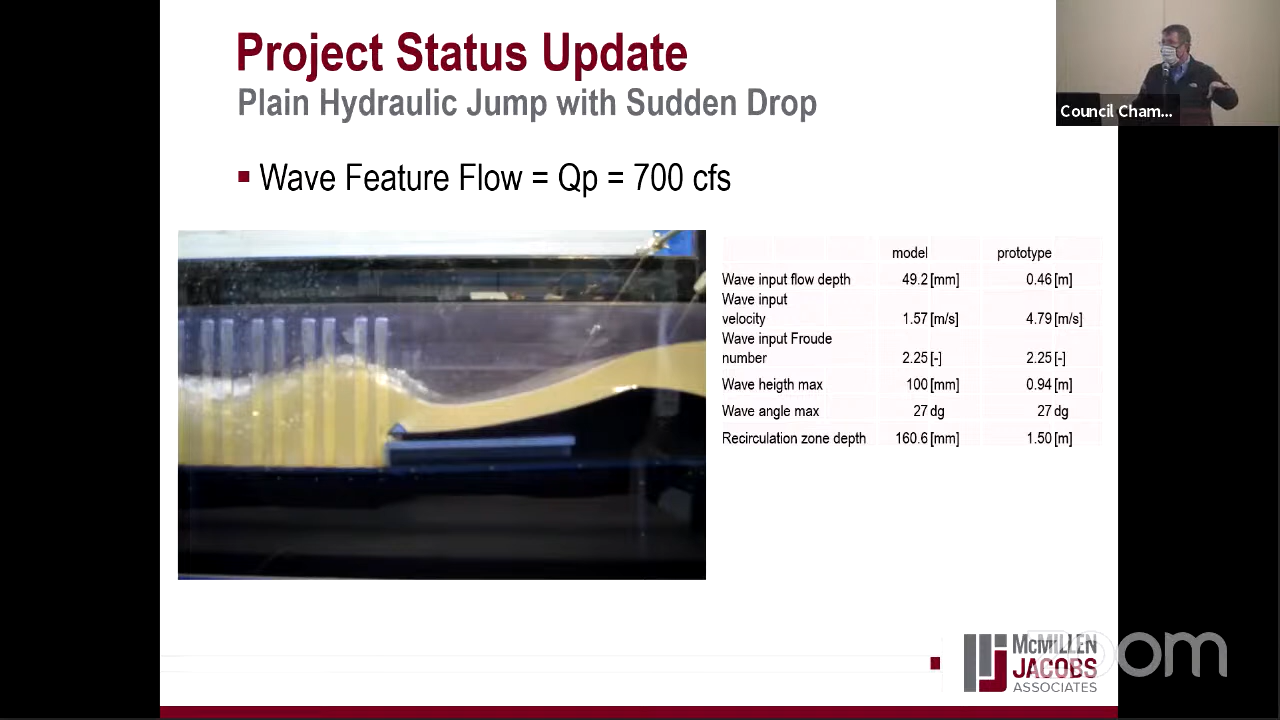 Project Status Update
Plain Hydraulic Jump with Sudden Drop
Council Cham...
Wave Feature Flow = Qp = 700 cfs
model prototype
Wave input flow depth 49.2 [mm] 0.46 [m]
Wave input
velocity 1.57 [m/s] 4.79 [m/s]
Wave input Froude
number 2.25 [-] 2.25 [-]
Wave heigth max 100 [mm] 0.94 [m]
Wave angle max 27 dg 27 dg
Recirculation zone depth 160.6 [mm] 1.50 [m]
MCMILLEN
JACOBS
ASSOCIATES
zoom